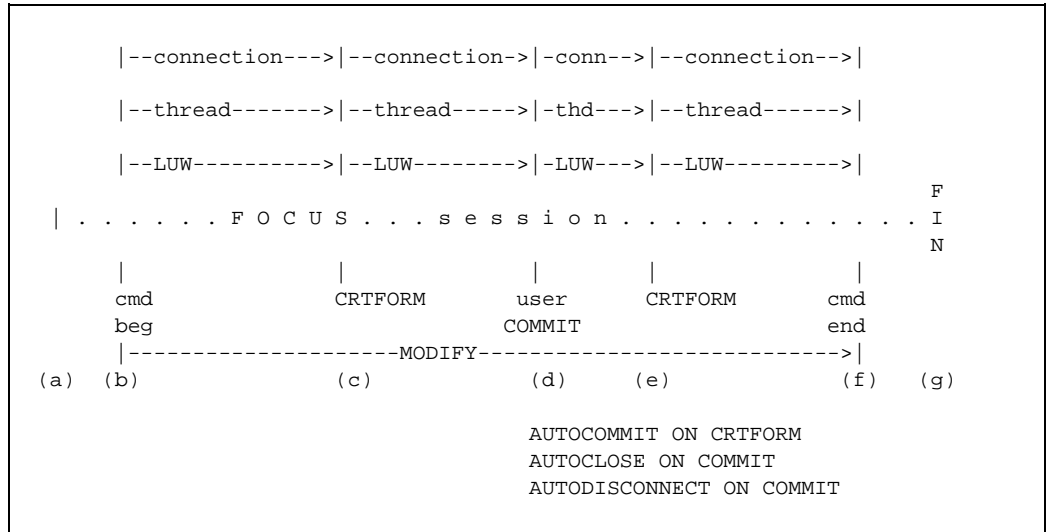 |--connection--->|--connection->|-conn-->|--connection-->|
|--thread------->|--thread----->|-thd--->|--thread------>|
|--LUW---------->|--LUW-------->|-LUW--->|--LUW--------->|
F
| . . . . . . F O C U S . . . s e s s i o n . . . . . . . . . . . . I
N
| | | | |
cmd CRTFORM user CRTFORM cmd
beg COMMIT end
|---------------------MODIFY---------------------------->|
(a) (b) (c) (d) (e) (f) (g)
AUTOCOMMIT ON CRTFORM
AUTOCLOSE ON COMMIT
AUTODISCONNECT ON COMMIT